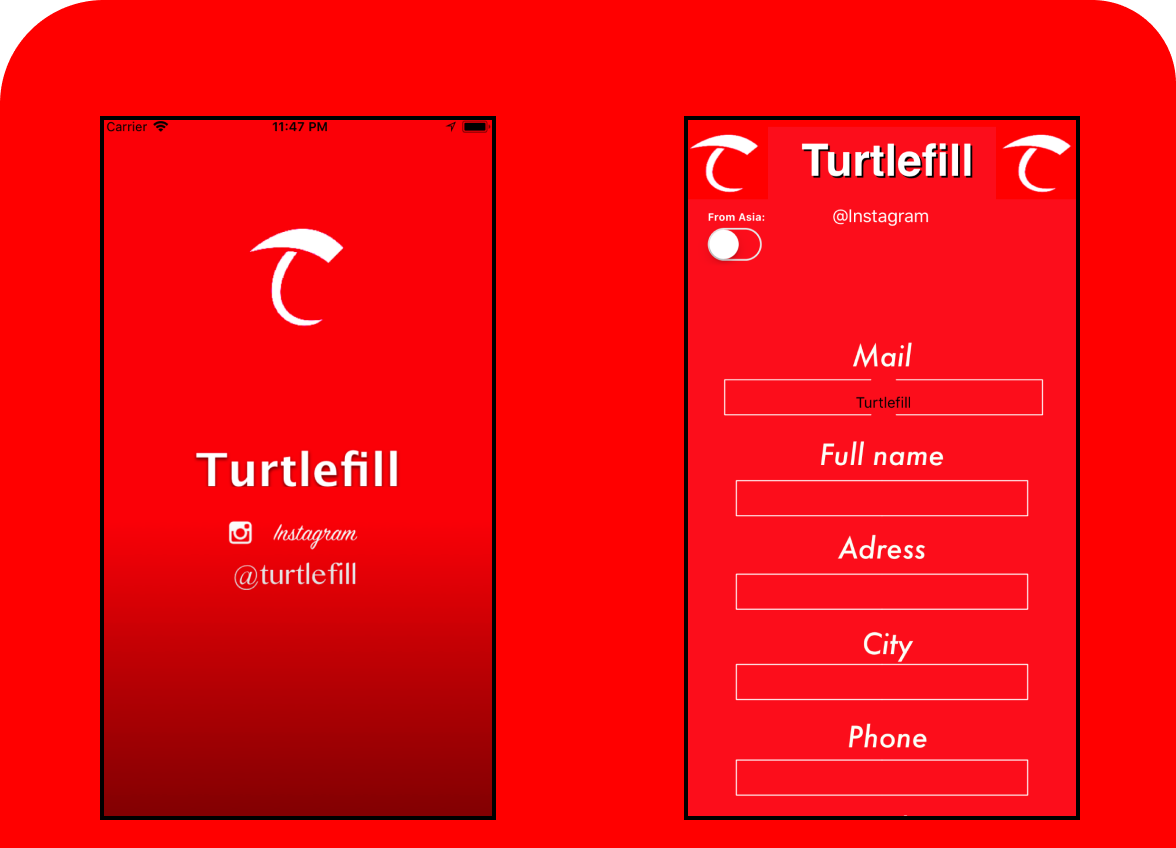 Carrier 11:47 PM
Turtlefill
Instagram
@turtlefill
Turtlefill
From Asia:
@Instagram
Mail
Turtlefill
Full name
Adress
City
Phone